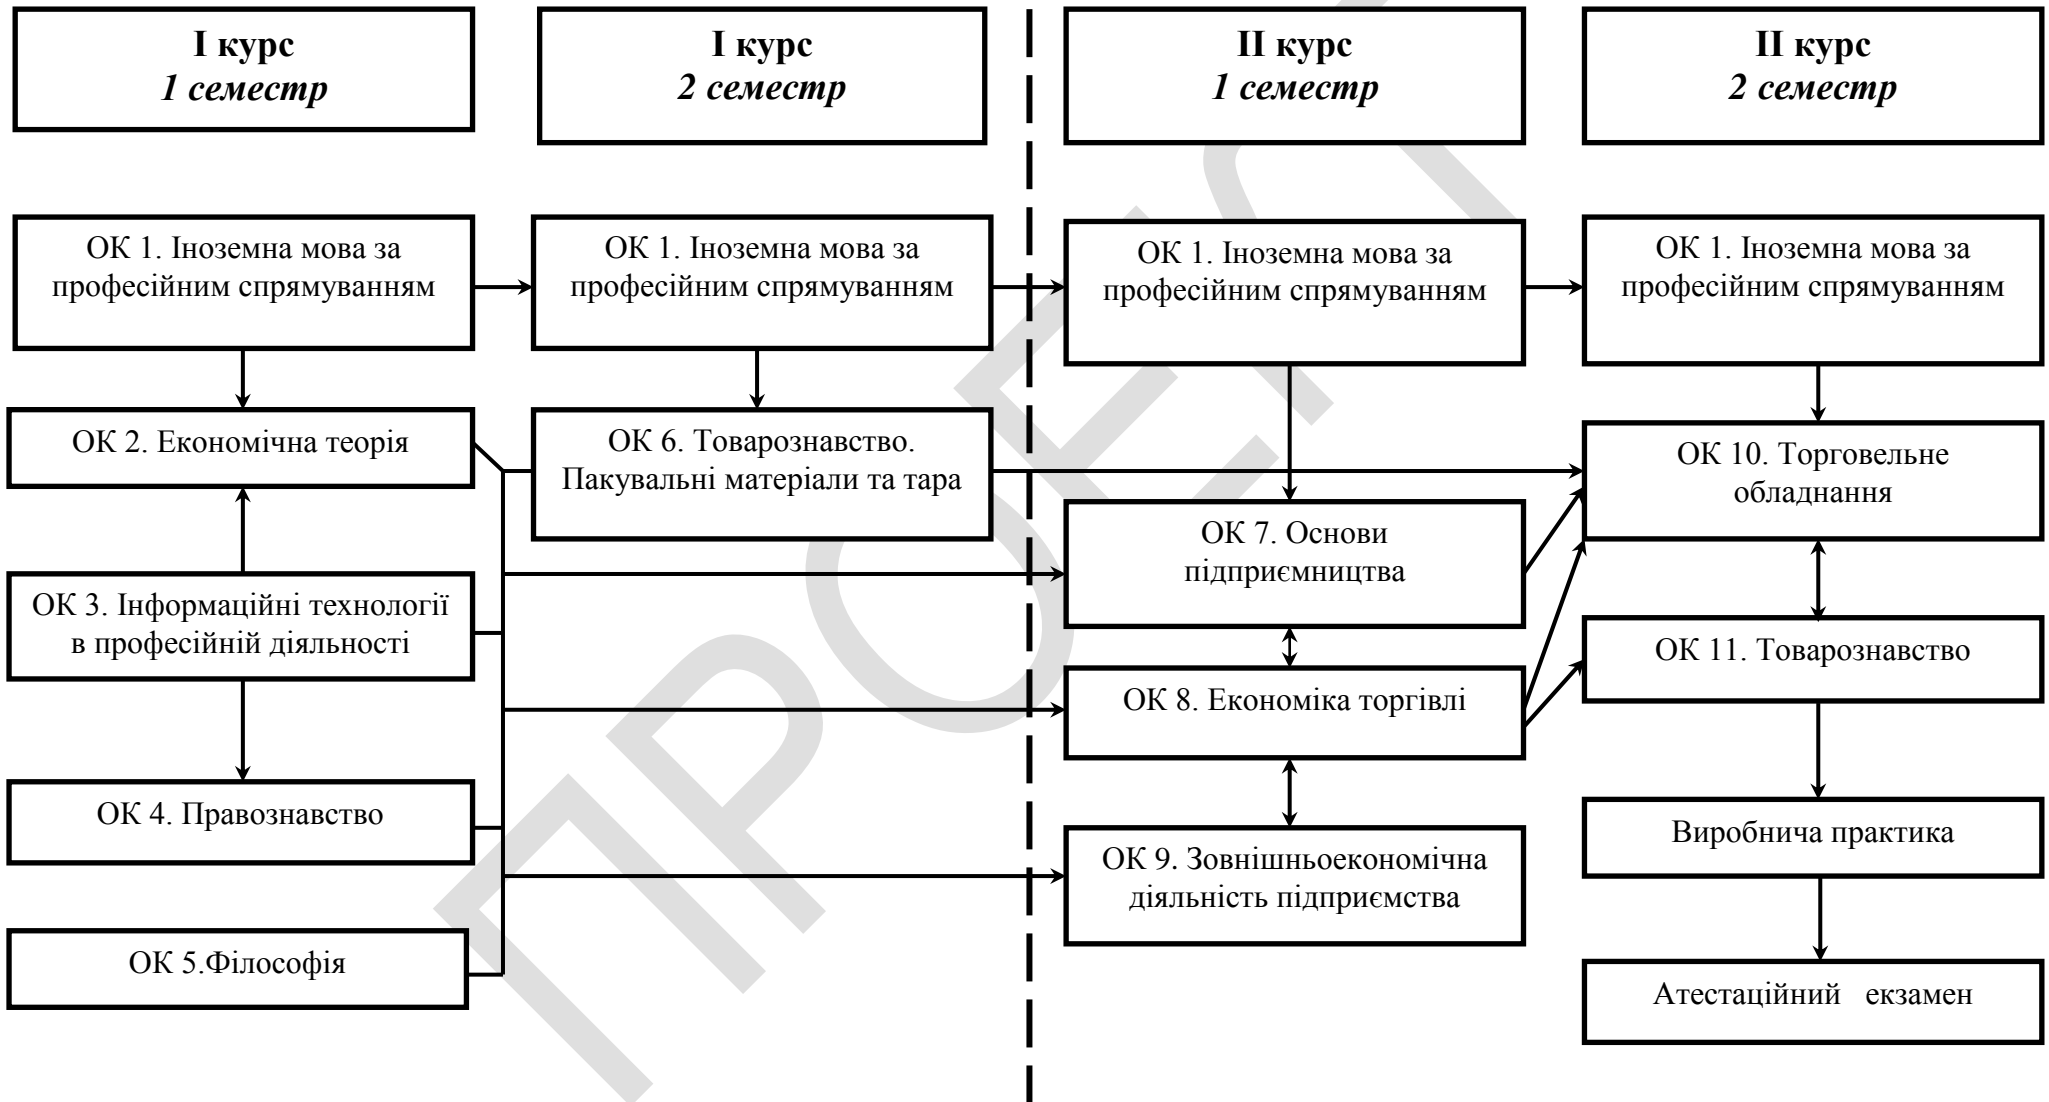 І курс
1 семестр
І курс
2 семестр
ІІ курс
1 семестр
ІІ курс
2 семестр
ОК 1. Іноземна мова за
професійним спрямуванням
ОК 1. Іноземна мова за
професійним спрямуванням
ОК 1. Іноземна мова за
професійним спрямуванням
ОК 1. Іноземна мова за
професійним спрямуванням
ОК 2. Економічна теорія
ОК 6. Товарознавство.
Пакувальні матеріали та тара
ОК 10. Торговельне
обладнання
ОК 7. Основи
підприємництва
ОК 3. Інформаційні технології
в професійній діяльності
ОК 11. Товарознавство
ОК 8. Економіка торгівлі
ОК 4. Правознавство
Виробнича практика
ОК 9. Зовнішньоекономічна
діяльність підприємства
ОК 5.Філософія
Атестаційний екзамен
ПРОЕКТ